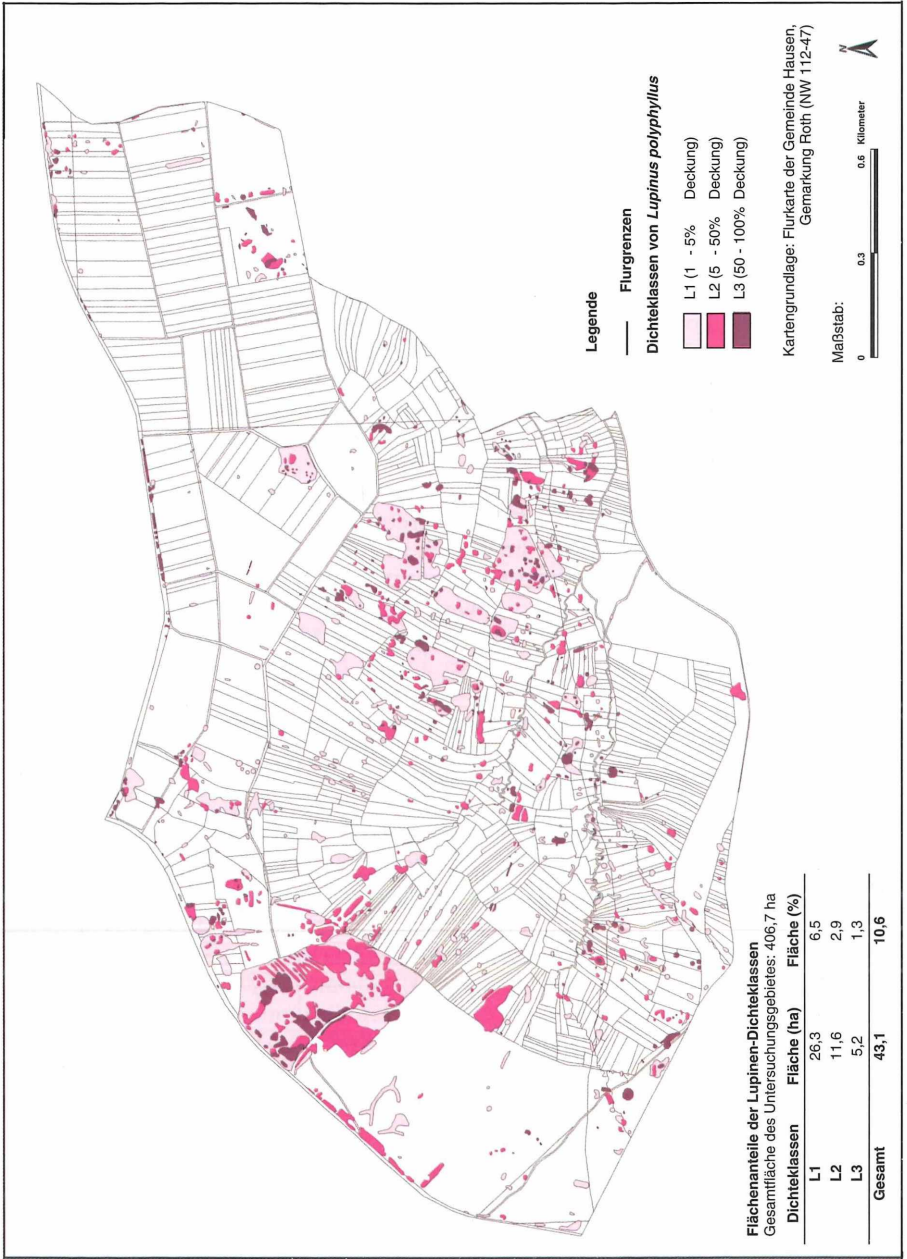 Legende
Flurgrenzen
Dichteklassen von Lupinus polyphyllus
L1 (1 - 5% Deckung)
L2 (5 - 50% Deckung)
L3 (50 - 100% Deckung)
Kartengrundlage: Flurkarte der Gemeinde Hausen,
Gemarkung Roth (NW 112-47)
Maßstab:
0 0.3 0.6 Kilometer
N
Flächenanteile der Lupinen-Dichteklassen
Gesamtfläche des Untersuchungsgebietes: 406,7 ha
Dichteklassen Fläche (ha) Fläche (%)
L1 26,3 6,5
L2 11,6 2,9
L3 5,2 1,3
Gesamt 43,1 10,6